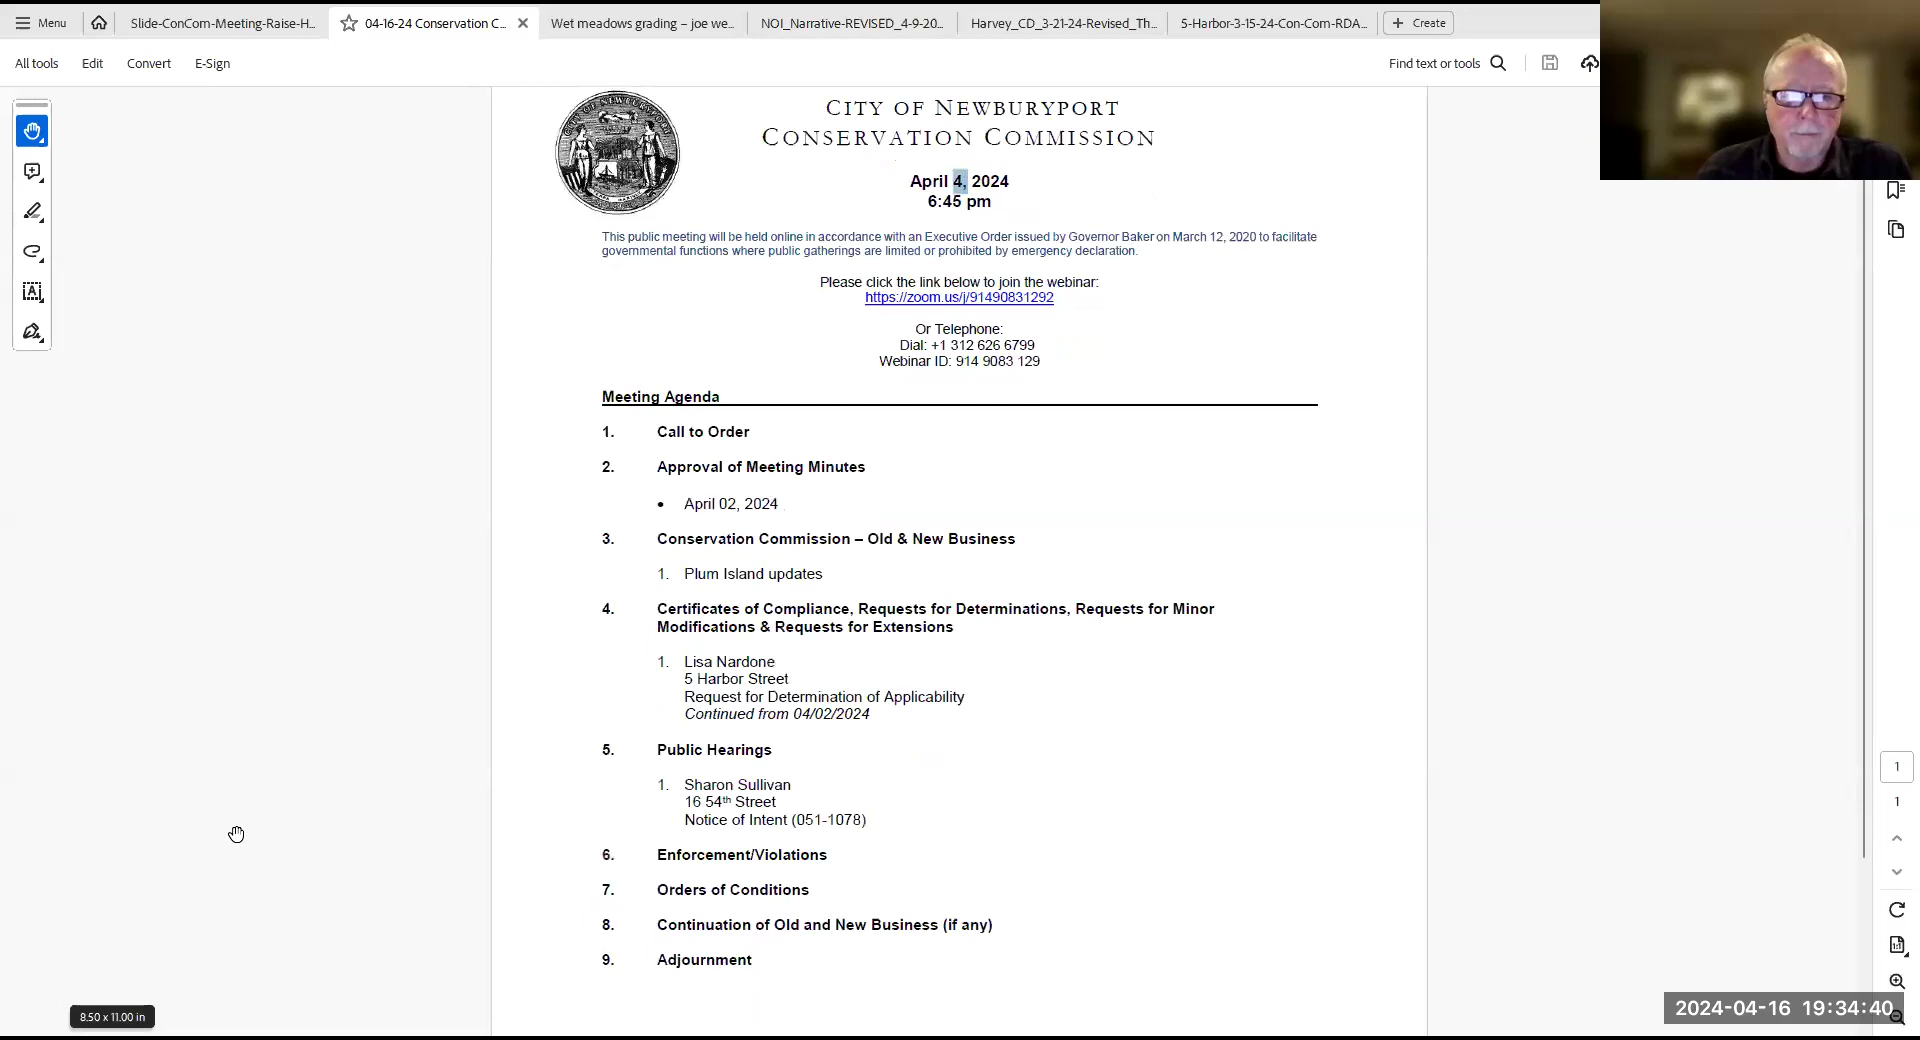 Menu
Slide-ConCom-Meeting-Raise-H...
04-16-24 Conservation C...
Wet meadows grading – joe we...
NOI_Narrative-REVISED_4-9-20...
Harvey_CD_3-21-24-Revised_Th...
5-Harbor-3-15-24-Con-Com-RDA...
Create
All tools
Edit
Convert
E-Sign
Find text or tools
CITY OF NEWBURYPORT
CONSERVATION COMMISSION
April 4, 2024
6:45 pm
This public meeting will be held online in accordance with an Executive Order issued by Governor Baker on March 12, 2020 to facilitate
governmental functions where public gatherings are limited or prohibited by emergency declaration.
Please click the link below to join the webinar:
https://zoom.us/j/91490831292
Or Telephone:
Dial: +1 312 626 6799
Webinar ID: 914 9083 129
Meeting Agenda
1. Call to Order
2. Approval of Meeting Minutes
• April 02, 2024
3. Conservation Commission – Old & New Business
1. Plum Island updates
4. Certificates of Compliance, Requests for Determinations, Requests for Minor
Modifications & Requests for Extensions
1. Lisa Nardone
5 Harbor Street
Request for Determination of Applicability
Continued from 04/02/2024
5. Public Hearings
1. Sharon Sullivan
16 54th Street
Notice of Intent (051-1078)
6. Enforcement/Violations
7. Orders of Conditions
8. Continuation of Old and New Business (if any)
9. Adjournment
1
1
8.50 x 11.00 in
2024-04-16 19:34:40